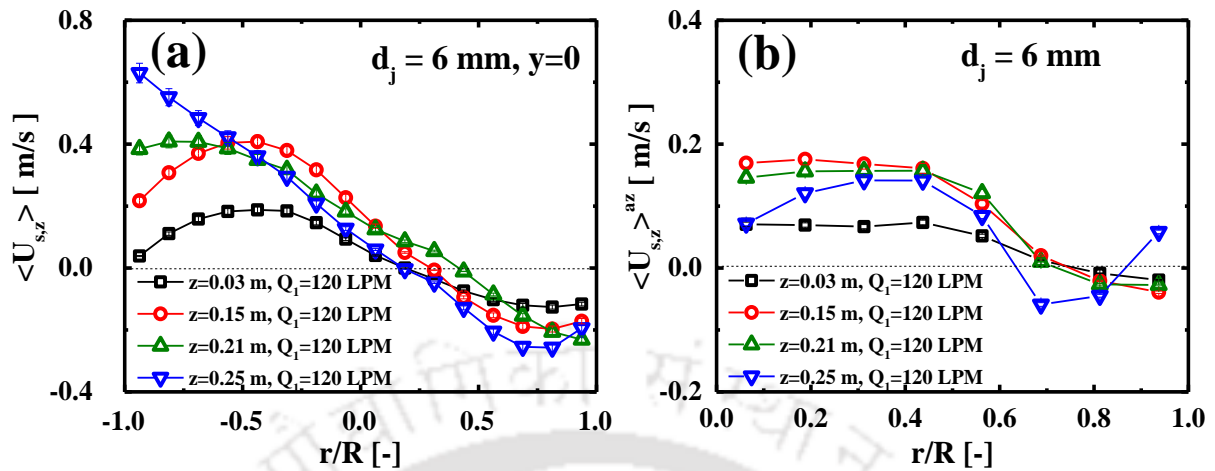 (a)
d_j = 6 mm, y=0
<U_s,z> [ m/s ]
0.8
0.4
0.0
-0.4
z=0.03 m, Q_1=120 LPM
z=0.15 m, Q_1=120 LPM
z=0.21 m, Q_1=120 LPM
z=0.25 m, Q_1=120 LPM
-1.0 -0.5 0.0 0.5 1.0
r/R [-]
(b)
d_j = 6 mm
<U_s,z>^az [ m/s ]
0.4
0.2
0.0
-0.2
z=0.03 m, Q_1=120 LPM
z=0.15 m, Q_1=120 LPM
z=0.21 m, Q_1=120 LPM
z=0.25 m, Q_1=120 LPM
0.0 0.2 0.4 0.6 0.8 1.0
r/R [-]